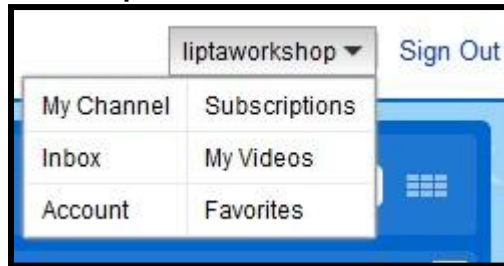 liptaworkshop Sign Out
My Channel Subscriptions
Inbox My Videos
Account Favorites